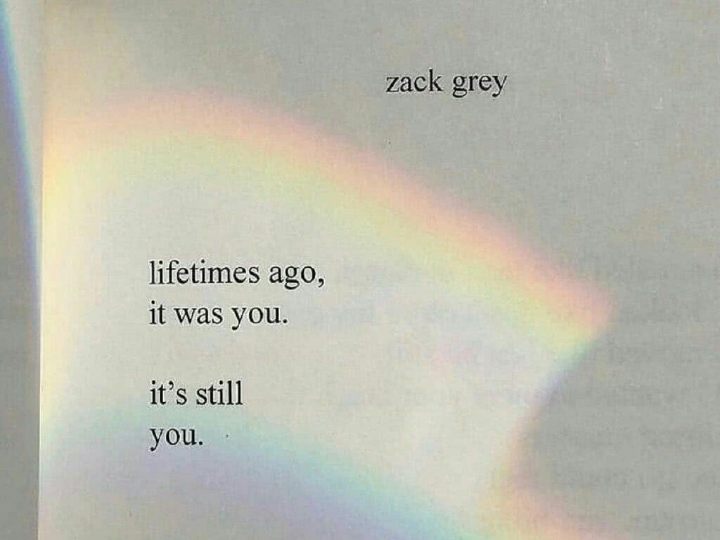 zack grey
lifetimes ago,
it was you.
it’s still
you.